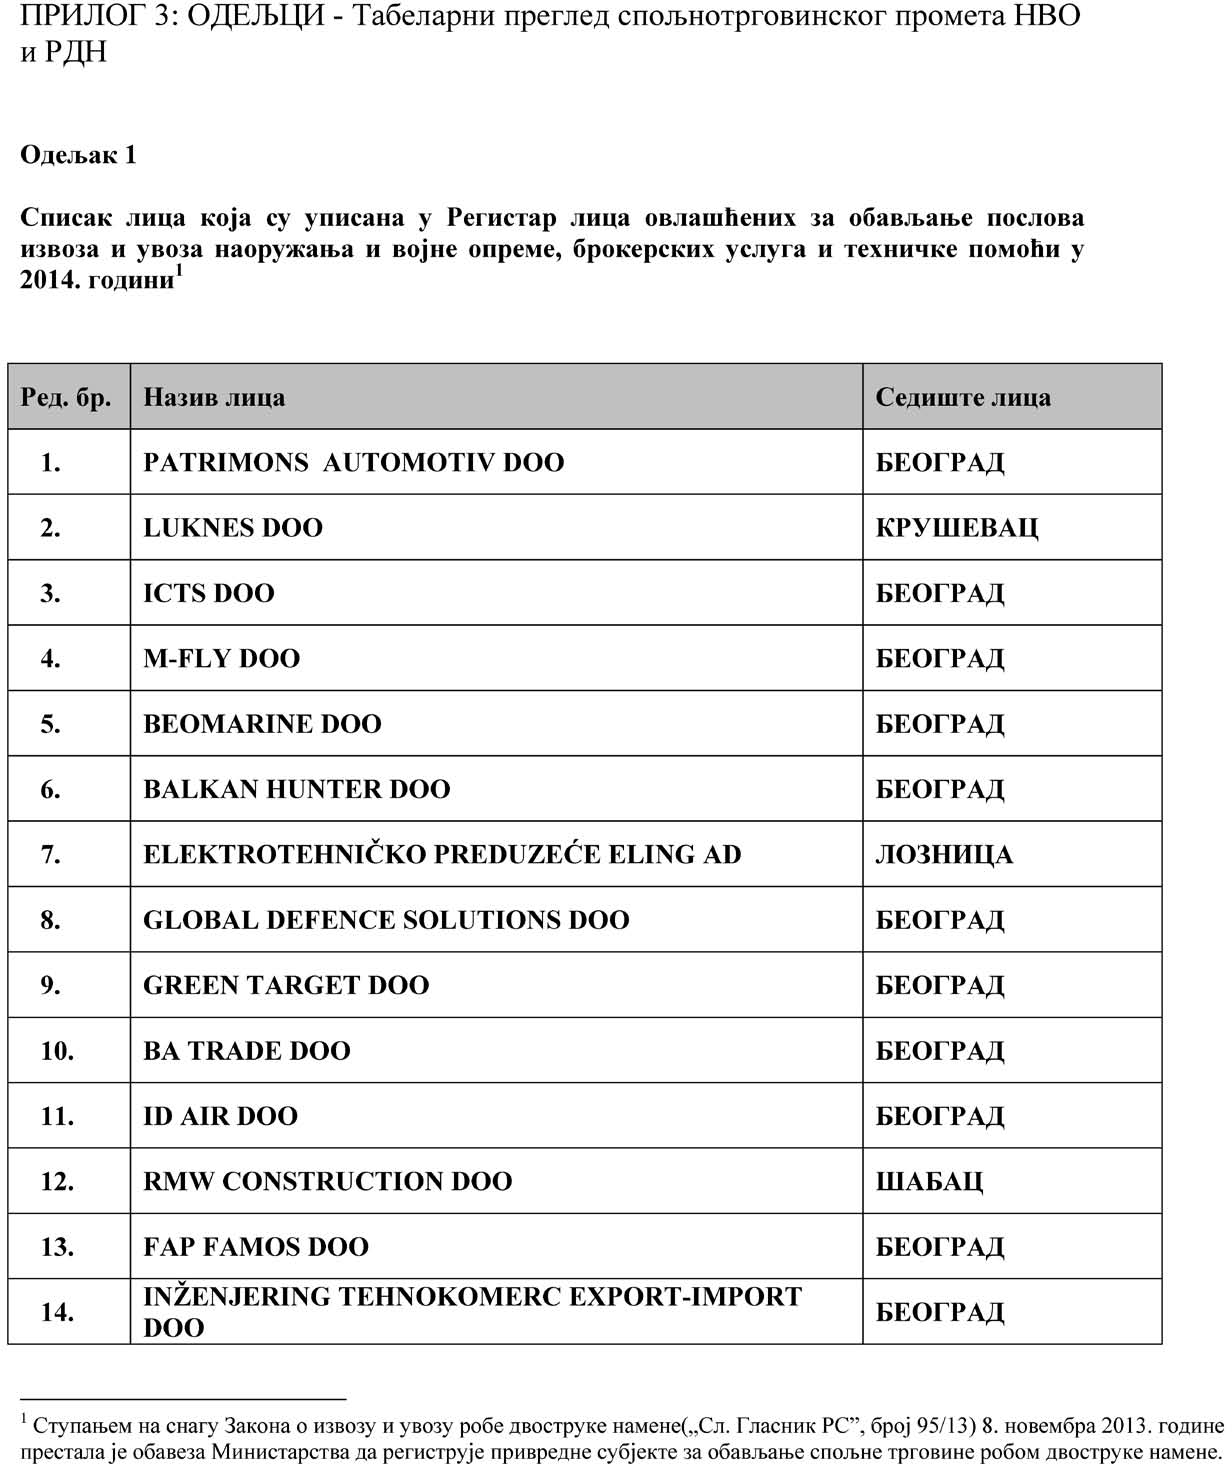 ПРИЛОГ 3: ОДЕЉЦИ - Табеларни преглед спољнотрговинског промета НВО
и РДН
Одељак 1
Списак лица која су уписана у Регистар лица овлашћених за обављање послова
извоза и увоза наоружања и војне опреме, брокерских услуга и техничке помоћи у
2014. години1
Ред. бр. Назив лица Седиште лица
1. PATRIMONS AUTOMOTIV DOO БЕОГРАД
2. LUKNES DOO КРУШЕВАЦ
3. ICTS DOO БЕОГРАД
4. M-FLY DOO БЕОГРАД
5. BEOMARINE DOO БЕОГРАД
6. BALKAN HUNTER DOO БЕОГРАД
7. ELEKTROTEHNIČKO PREDUZEĆE ELING AD ЛОЗНИЦА
8. GLOBAL DEFENCE SOLUTIONS DOO БЕОГРАД
9. GREEN TARGET DOO БЕОГРАД
10. BA TRADE DOO БЕОГРАД
11. ID AIR DOO БЕОГРАД
12. RMW CONSTRUCTION DOO ШАБАЦ
13. FAP FAMOS DOO БЕОГРАД
14. INŽENJERING TEHNOKOMERC EXPORT-IMPORT
DOO БЕОГРАД
1 Ступањем на снагу Закона о извозу и увозу робе двоструке намене(„Сл. Гласник РС”, број 95/13) 8. новембра 2013. године
престала је обавеза Министарства да региструје привредне субјекте за обављање спољне трговине робом двоструке намене.